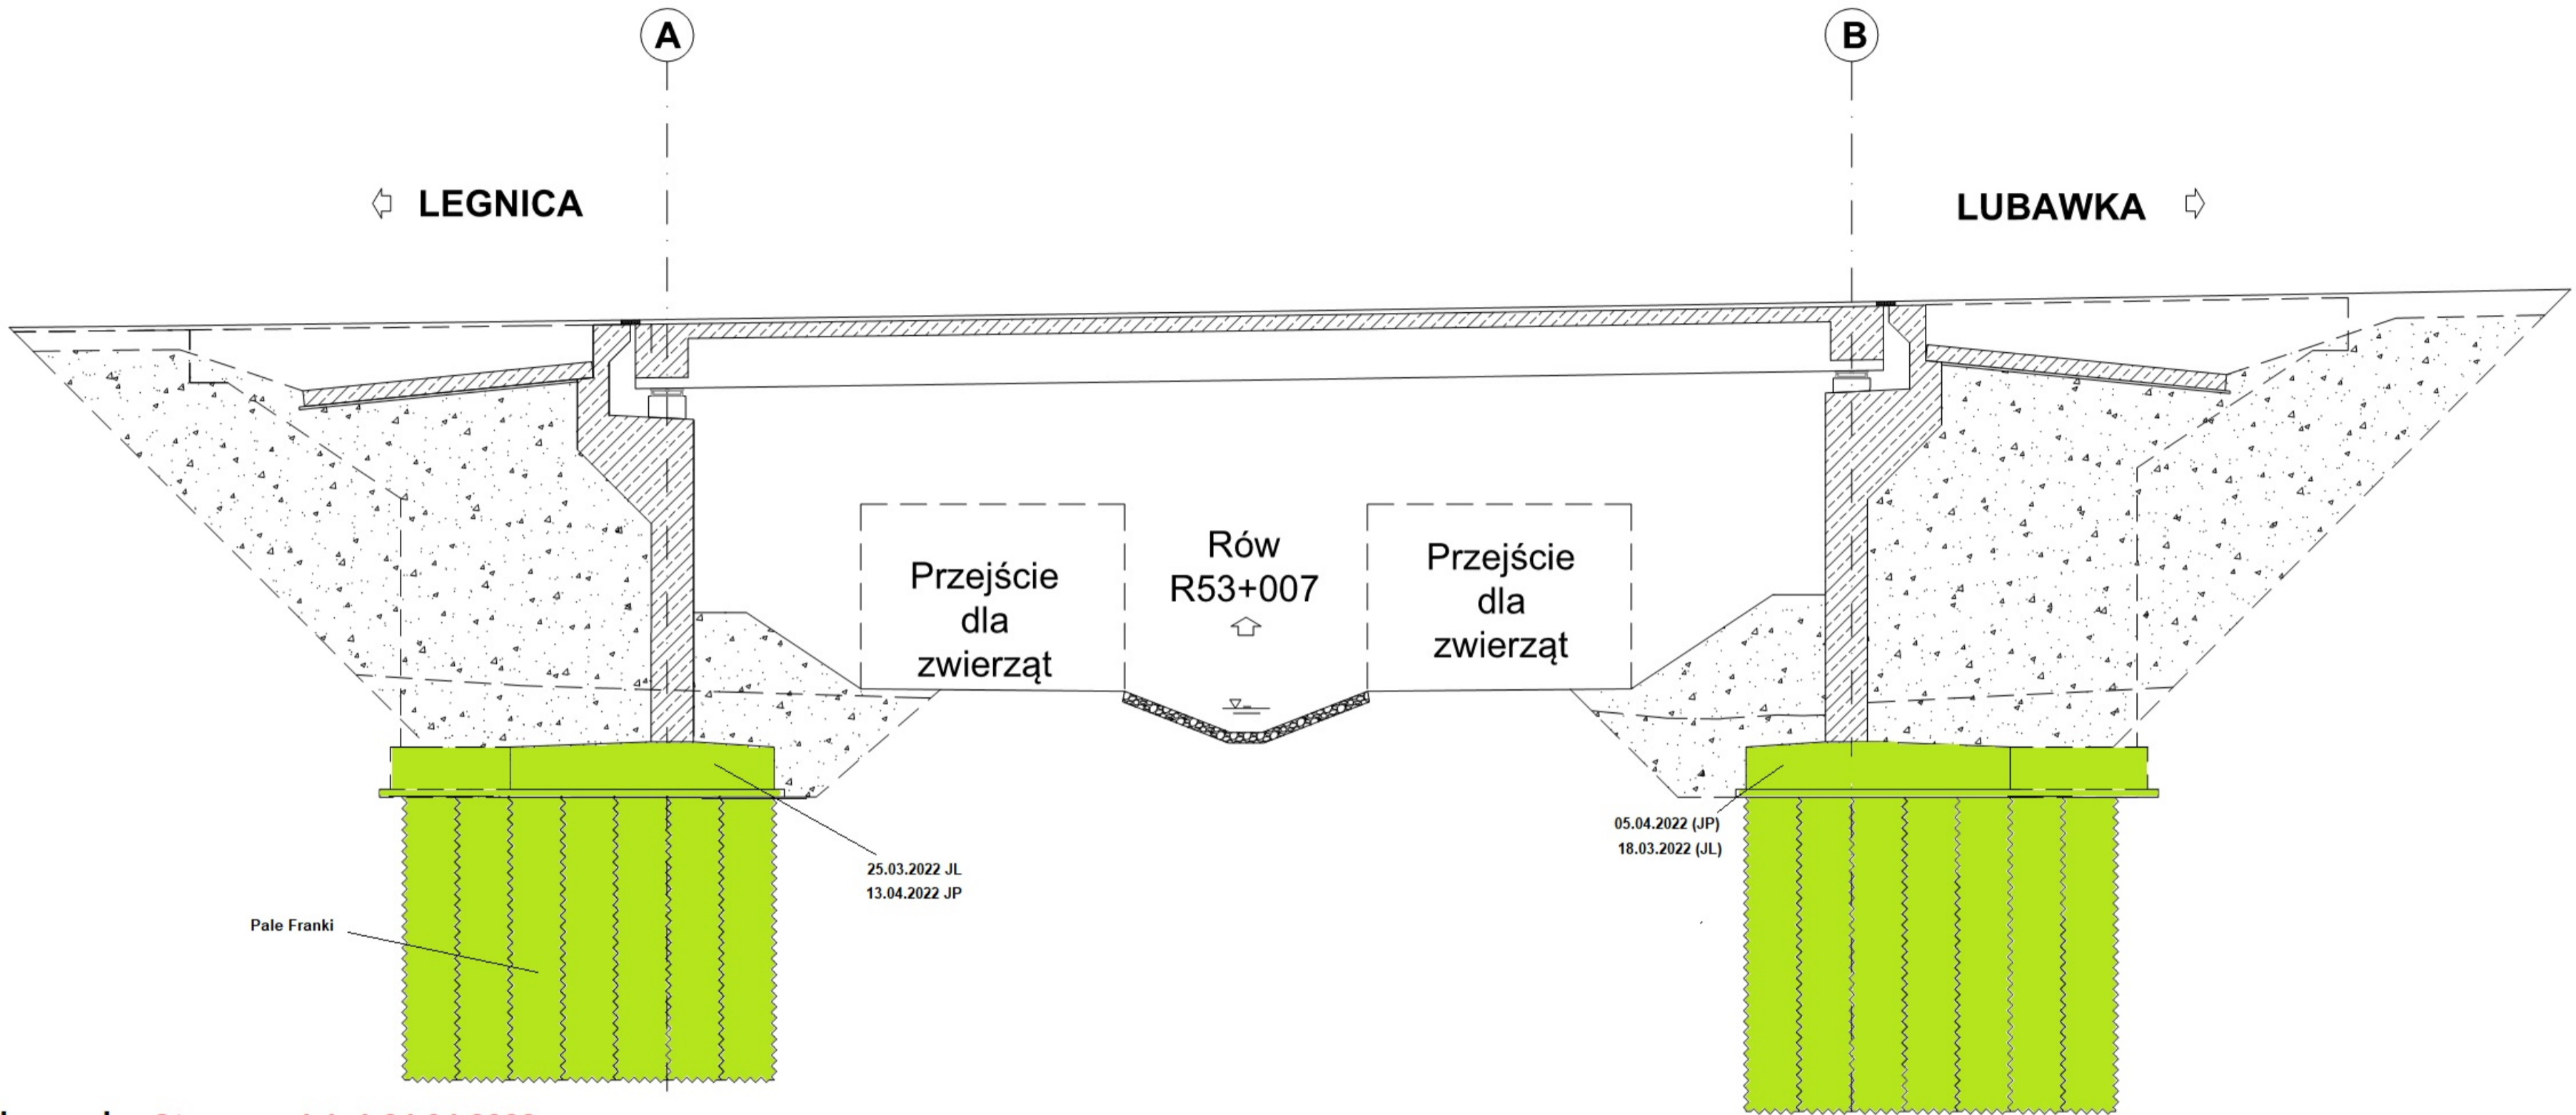 A
B
LEGNICA
LUBAWKA
Przejście
dla
zwierząt
Rów
R53+007
Przejście
dla
zwierząt
25.03.2022 JL
13.04.2022 JP
05.04.2022 (JP)
18.03.2022 (JL)
Pale Franki